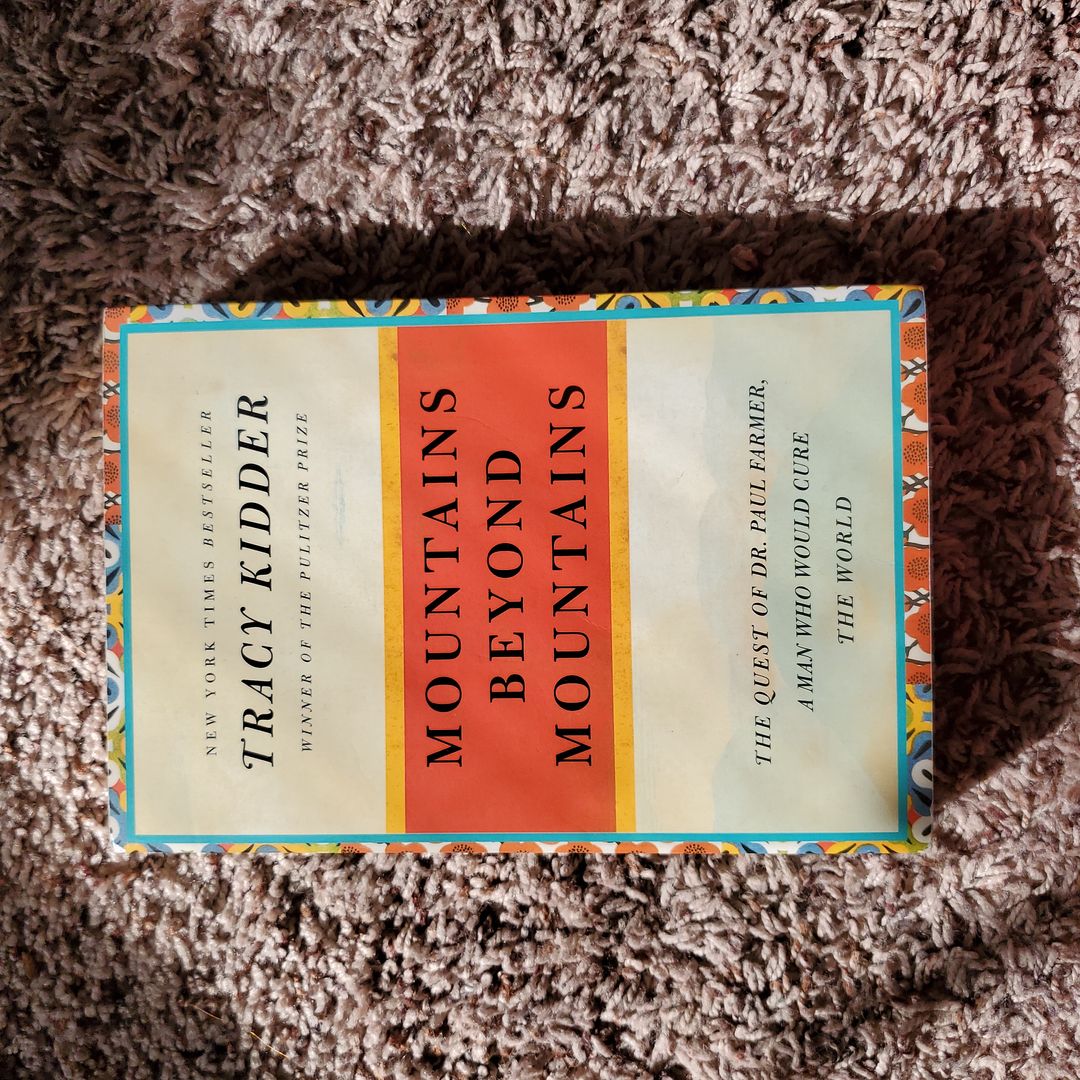 NEW YORK TIMES BESTSELLER
TRACY KIDDER
WINNER OF THE PULITZER PRIZE
MOUNTAINS
BEYOND
MOUNTAINS
THE QUEST OF DR. PAUL FARMER,
A MAN WHO WOULD CURE
THE WORLD